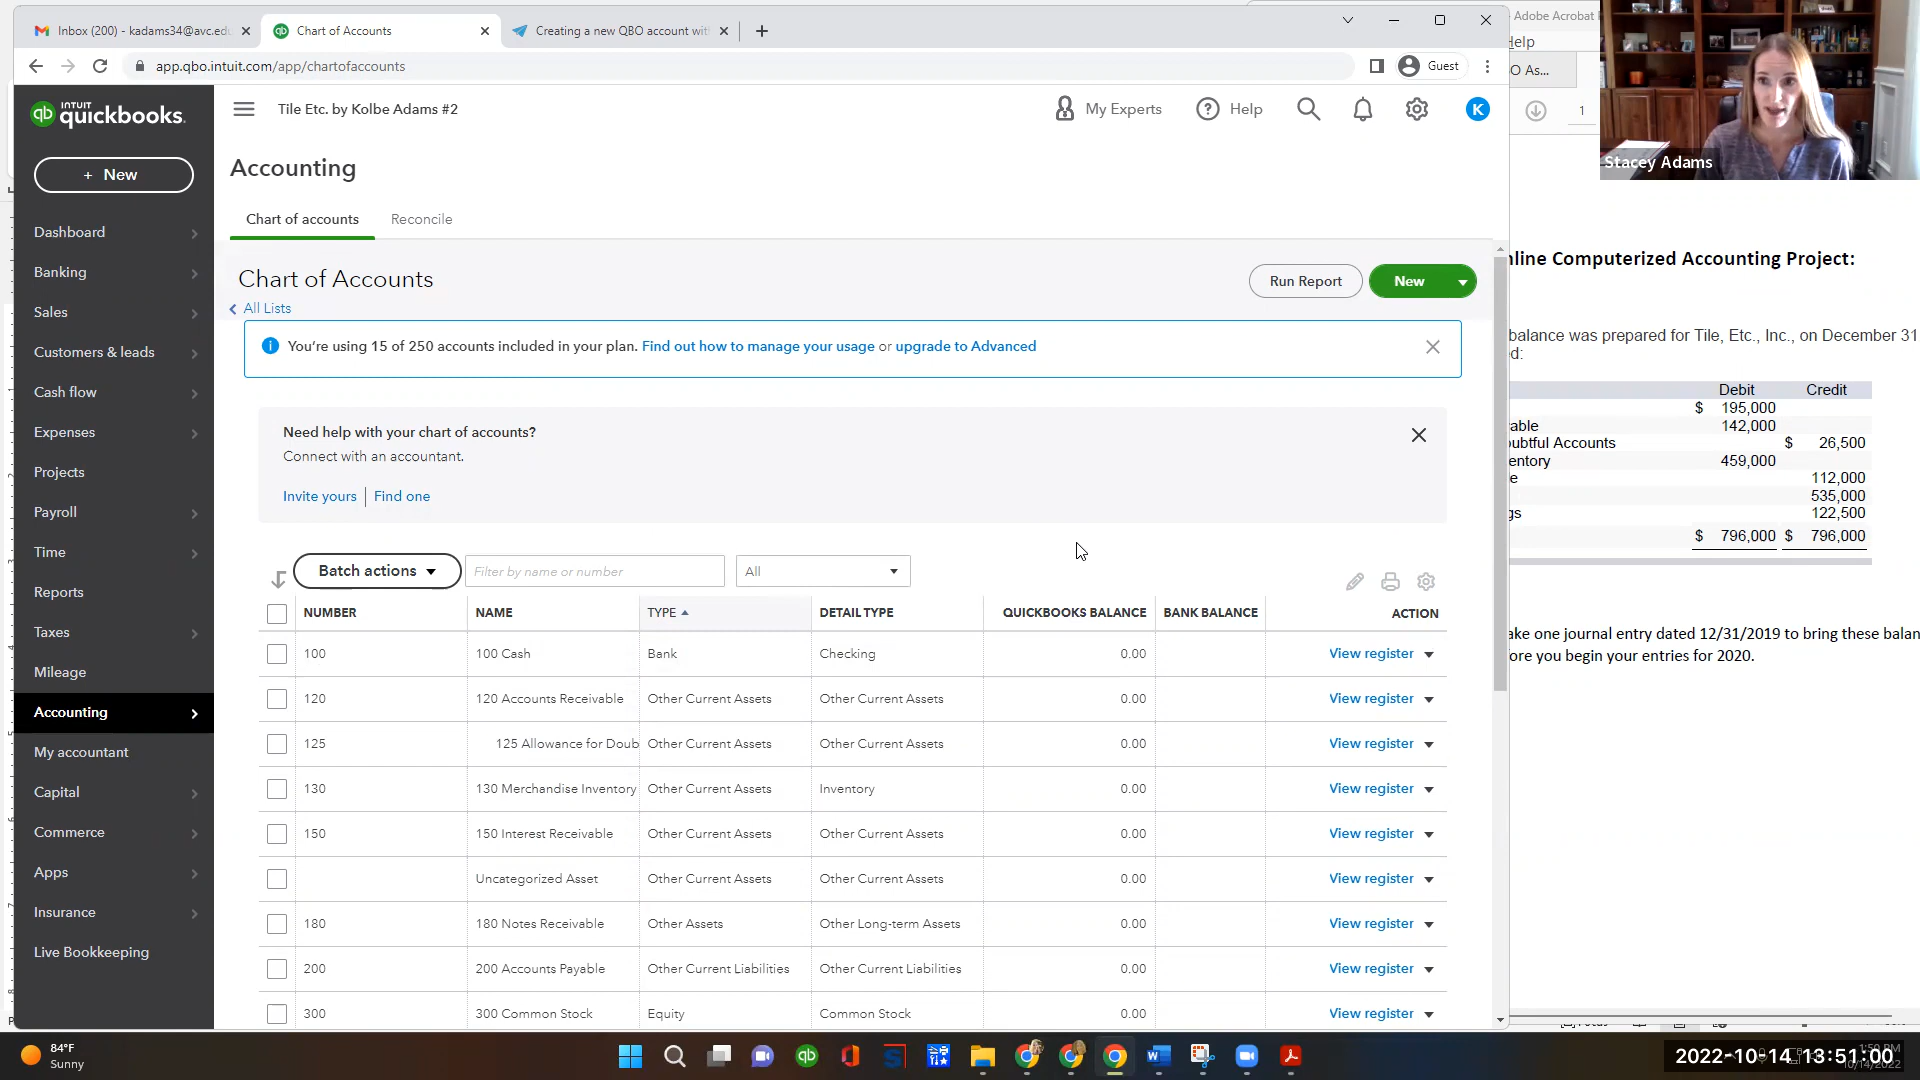 Inbox (200) - kadams34@avc.edu
Chart of Accounts
Creating a new QBO account with
app.qbo.intuit.com/app/chartofaccounts
Guest
INTUIT
quickbooks.
Tile Etc. by Kolbe Adams #2
My Experts
Help
K
+ New
Accounting
Chart of accounts
Reconcile
Dashboard
Banking
Sales
Customers & leads
Cash flow
Expenses
Projects
Payroll
Time
Reports
Taxes
Mileage
Accounting
My accountant
Capital
Commerce
Apps
Insurance
Live Bookkeeping
Chart of Accounts
All Lists
Run Report
New
You're using 15 of 250 accounts included in your plan. Find out how to manage your usage or upgrade to Advanced
Need help with your chart of accounts?
Connect with an accountant.
Invite yours | Find one
Batch actions
Filter by name or number
All
NUMBER NAME TYPE DETAIL TYPE QUICKBOOKS BALANCE BANK BALANCE ACTION
100 100 Cash Bank Checking 0.00 View register
120 120 Accounts Receivable Other Current Assets Other Current Assets 0.00 View register
125 125 Allowance for Doub Other Current Assets Other Current Assets 0.00 View register
130 130 Merchandise Inventory Other Current Assets Inventory 0.00 View register
150 150 Interest Receivable Other Current Assets Other Current Assets 0.00 View register
Uncategorized Asset Other Current Assets Other Current Assets 0.00 View register
180 180 Notes Receivable Other Assets Other Long-term Assets 0.00 View register
200 200 Accounts Payable Other Current Liabilities Other Current Liabilities 0.00 View register
300 300 Common Stock Equity Common Stock 0.00 View register
Adobe Acrobat
Help
O As...
1
Stacey Adams
nline Computerized Accounting Project:
balance was prepared for Tile, Etc., Inc., on December 31
ed:
Debit Credit
$ 195,000
able 142,000
oubtful Accounts $ 26,500
entory 459,000
e 112,000
535,000
gs 122,500
$ 796,000 $ 796,000
ake one journal entry dated 12/31/2019 to bring these balan
ore you begin your entries for 2020.
84°F
Sunny
2022-10-14 13:51:00